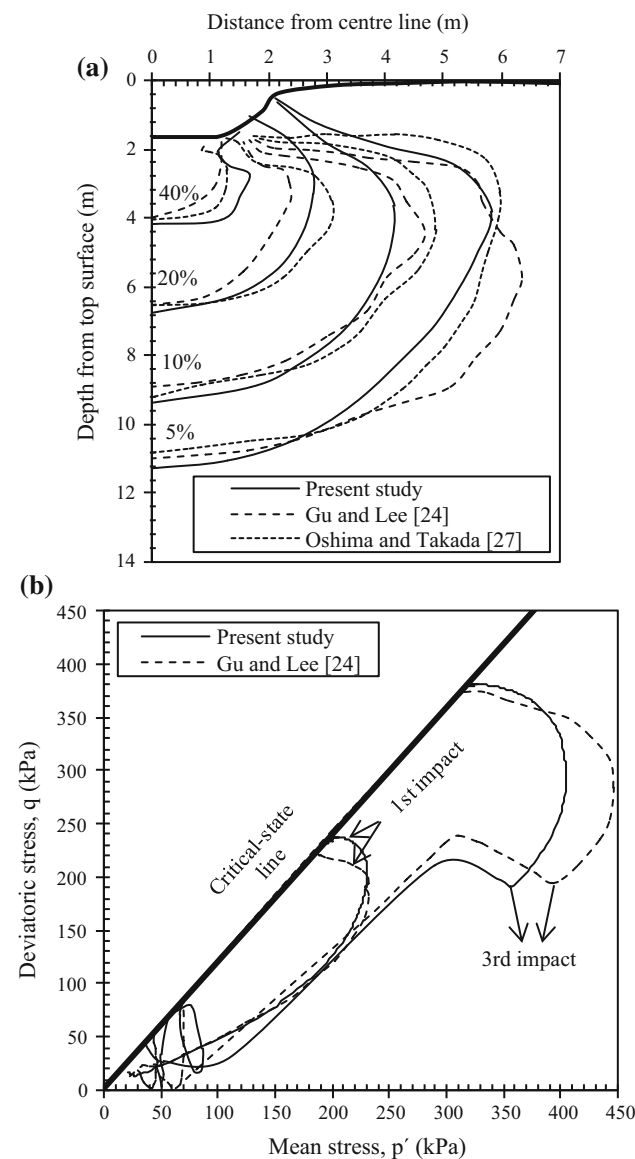 Distance from centre line (m)
(a)
0 1 2 3 4 5 6 7
0
2
4
6
8
10
12
14
Depth from top surface (m)
40%
20%
10%
5%
Present study
Gu and Lee [24]
Oshima and Takada [27]
(b)
450
400
350
300
250
200
150
100
50
0
Deviatoric stress, q (kPa)
Present study
Gu and Lee [24]
Critical-state
line
1st impact
3rd impact
0 50 100 150 200 250 300 350 400 450
Mean stress, p´ (kPa)